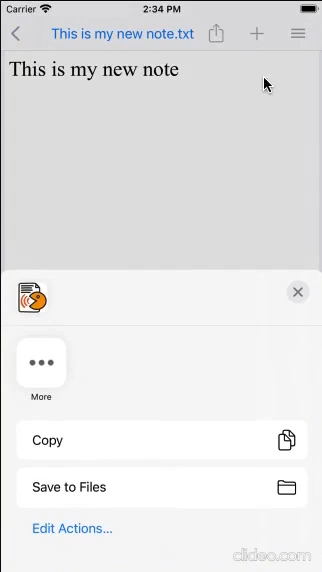 Carrier 2:34 PM
This is my new note.txt
This is my new note
More
Copy
Save to Files
Edit Actions...
clideo.com